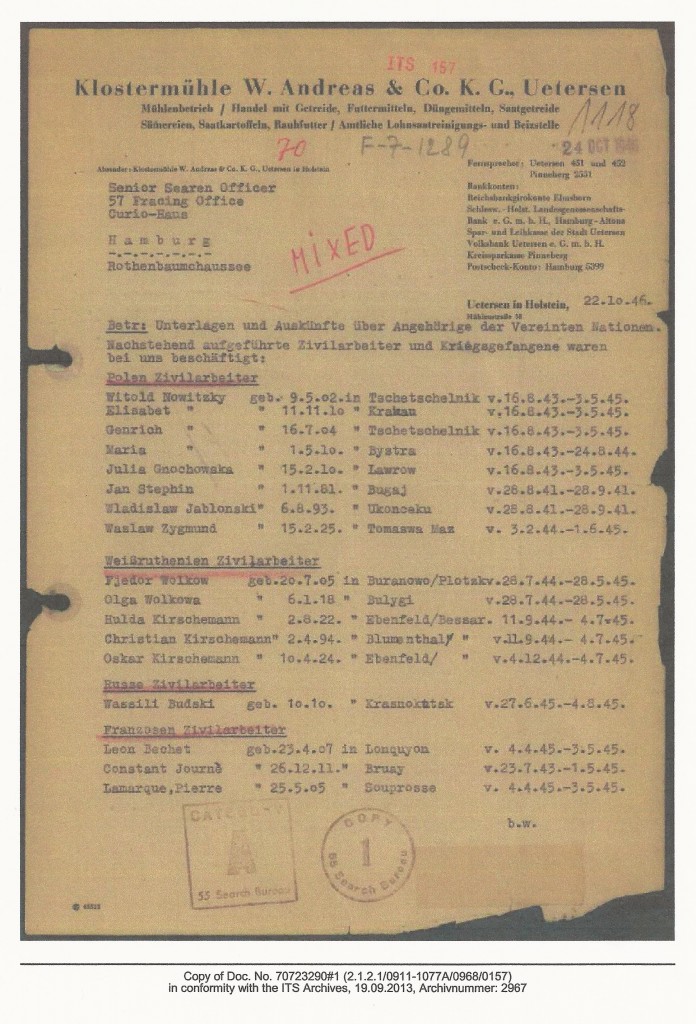 ITS 157
Klostermühle W. Andreas & Co. K. G., Uetersen
Mühlenbetrieb / Handel mit Getreide, Futtermitteln, Düngemitteln, Saatgetreide
Sämereien, Saatkartoffeln, Rauhfutter / Amtliche Lohnsaatreinigungs- und Beizstelle
1118
70
F-7-1289
24 OCT 1946
Absender: Klostermühle W. Andreas & Co. K. G., Uetersen in Holstein
Fernsprecher: Uetersen 451 und 452
Pinneberg 2551
Senior Searen Officer
57 Fracing Office
Curio-Haus
Hamburg
-.-.-.-.-.-.-
Rothenbaumchaussee
Bankkonten:
Reichsbankgirokonto Elmshorn
Schlesw.-Holst. Landesgenossenschafts-
Bank e. G. m. b. H., Hamburg-Altona
Spar- und Leihkasse der Stadt Uetersen
Volksbank Uetersen e. G. m. b. H.
Kreissparkasse Pinneberg
Postscheck-Konto: Hamburg 5399
MIXED
Uetersen in Holstein, 22.10.46.
Mühlenstraße 58
Betr: Unterlagen und Auskünfte über Angehörige der Vereinten Nationen.
Nachstehend aufgeführte Zivilarbeiter und Kriegsgefangene waren
bei uns beschäftigt:
Polen Zivilarbeiter
Witold Nowitzky geb. 9.5.02.in Tschetschelnik v.16.8.43.-3.5.45.
Elisabet " " 11.11.1o " Krakau v.16.8.43.-3.5.45.
Genrich " " 16.7.o4 " Tschetschelnik v.16.8.43.-3.5.45.
Maria " " 1.5.1o. " Bystra v.16.8.43.-24.8.44.
Julia Gnochowska " 15.2.1o. " Lawrow v.16.8.43.-3.5.45.
Jan Stephin " 1.11.81. " Bugaj v.28.8.41.-28.9.41.
Wladislaw Jablonski" 6.8.93. " Ukonceku v.28.8.41.-28.9.41.
Waslaw Zygmund " 15.2.25. " Tomaswa Maz v. 3.2.44.-1.6.45.
Weißruthenien Zivilarbeiter
Fjedor Wolkow geb.2o.7.o5 in Buranowo/Plotzkv.28.7.44.-28.5.45.
Olga Wolkowa " 6.1.18 " Bulygi v.28.7.44.-28.5.45.
Hulda Kirschemann " 2.8.22. " Ebenfeld/Bessar. 11.9.44.- 4.7.45.
Christian Kirschemann" 2.4.94. " Blumenthal/ " v.11.9.44.- 4.7.45.
Oskar Kirschemann " 1o.4.24. " Ebenfeld/ " v.4.12.44.-4.7.45.
Russe Zivilarbeiter
Wassili Budski geb. 1o.1o. " Krasnokutsk v.27.6.45.-4.8.45.
Franzosen Zivilarbeiter
Leon Bechet geb.23.4.o7 in Lonquyon v. 4.4.45.-3.5.45.
Constant Journè " 26.12.11." Bruay v.23.7.43.-1.5.45.
Lamarque,Pierre " 25.5.o5 " Souprosse v. 4.4.45.-3.5.45.
b.w.
CATEGORY
A
55 Search Bureau
COPY
1
55 Search Bureau
Copy of Doc. No. 70723290#1 (2.1.2.1/0911-1077A/0968/0157)
in conformity with the ITS Archives, 19.09.2013, Archivnummer: 2967